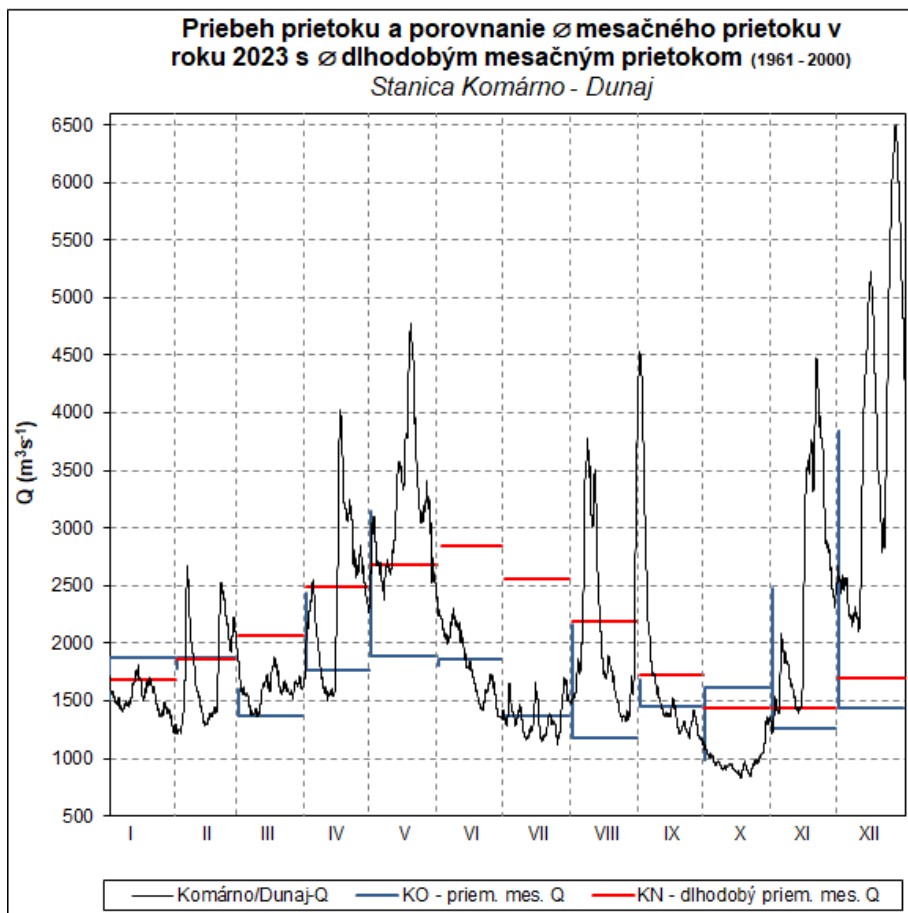 Priebeh prietoku a porovnanie ∅ mesačného prietoku v
roku 2023 s ∅ dlhodobým mesačným prietokom (1961 - 2000)
Stanica Komárno - Dunaj
Q (m³s⁻¹)
6500
6000
5500
5000
4500
4000
3500
3000
2500
2000
1500
1000
500
I II III IV V VI VII VIII IX X XI XII
Komárno/Dunaj-Q KO - priem. mes. Q KN - dlhodobý priem. mes. Q